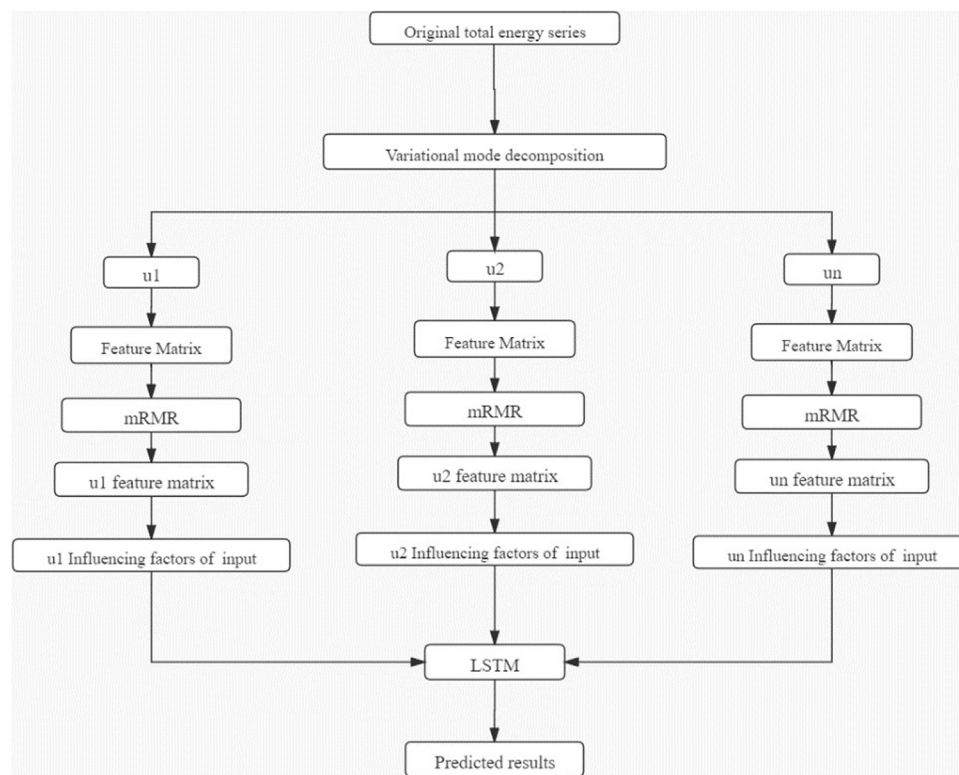 Original total energy series
Variational mode decomposition
u1
u2
un
Feature Matrix
Feature Matrix
Feature Matrix
mRMR
mRMR
mRMR
u1 feature matrix
u2 feature matrix
un feature matrix
u1 Influencing factors of input
u2 Influencing factors of input
un Influencing factors of input
LSTM
Predicted results